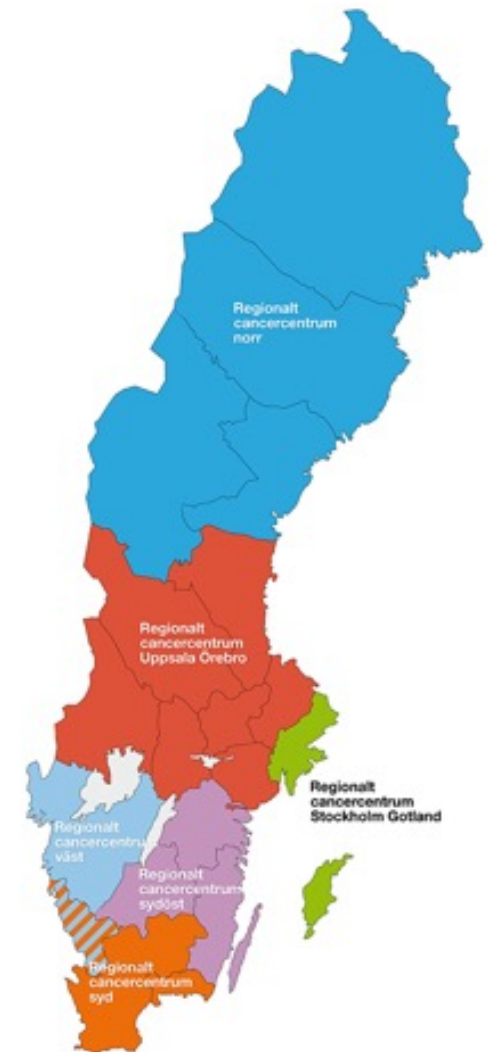 Regionalt
cancercentrum
norr
Regionalt
cancercentrum
Uppsala Örebro
Regionalt
cancercentrum
Stockholm Gotland
Regionalt
cancercentrum
väst
Regionalt
cancercentrum
sydöst
Regionalt
cancercentrum
syd